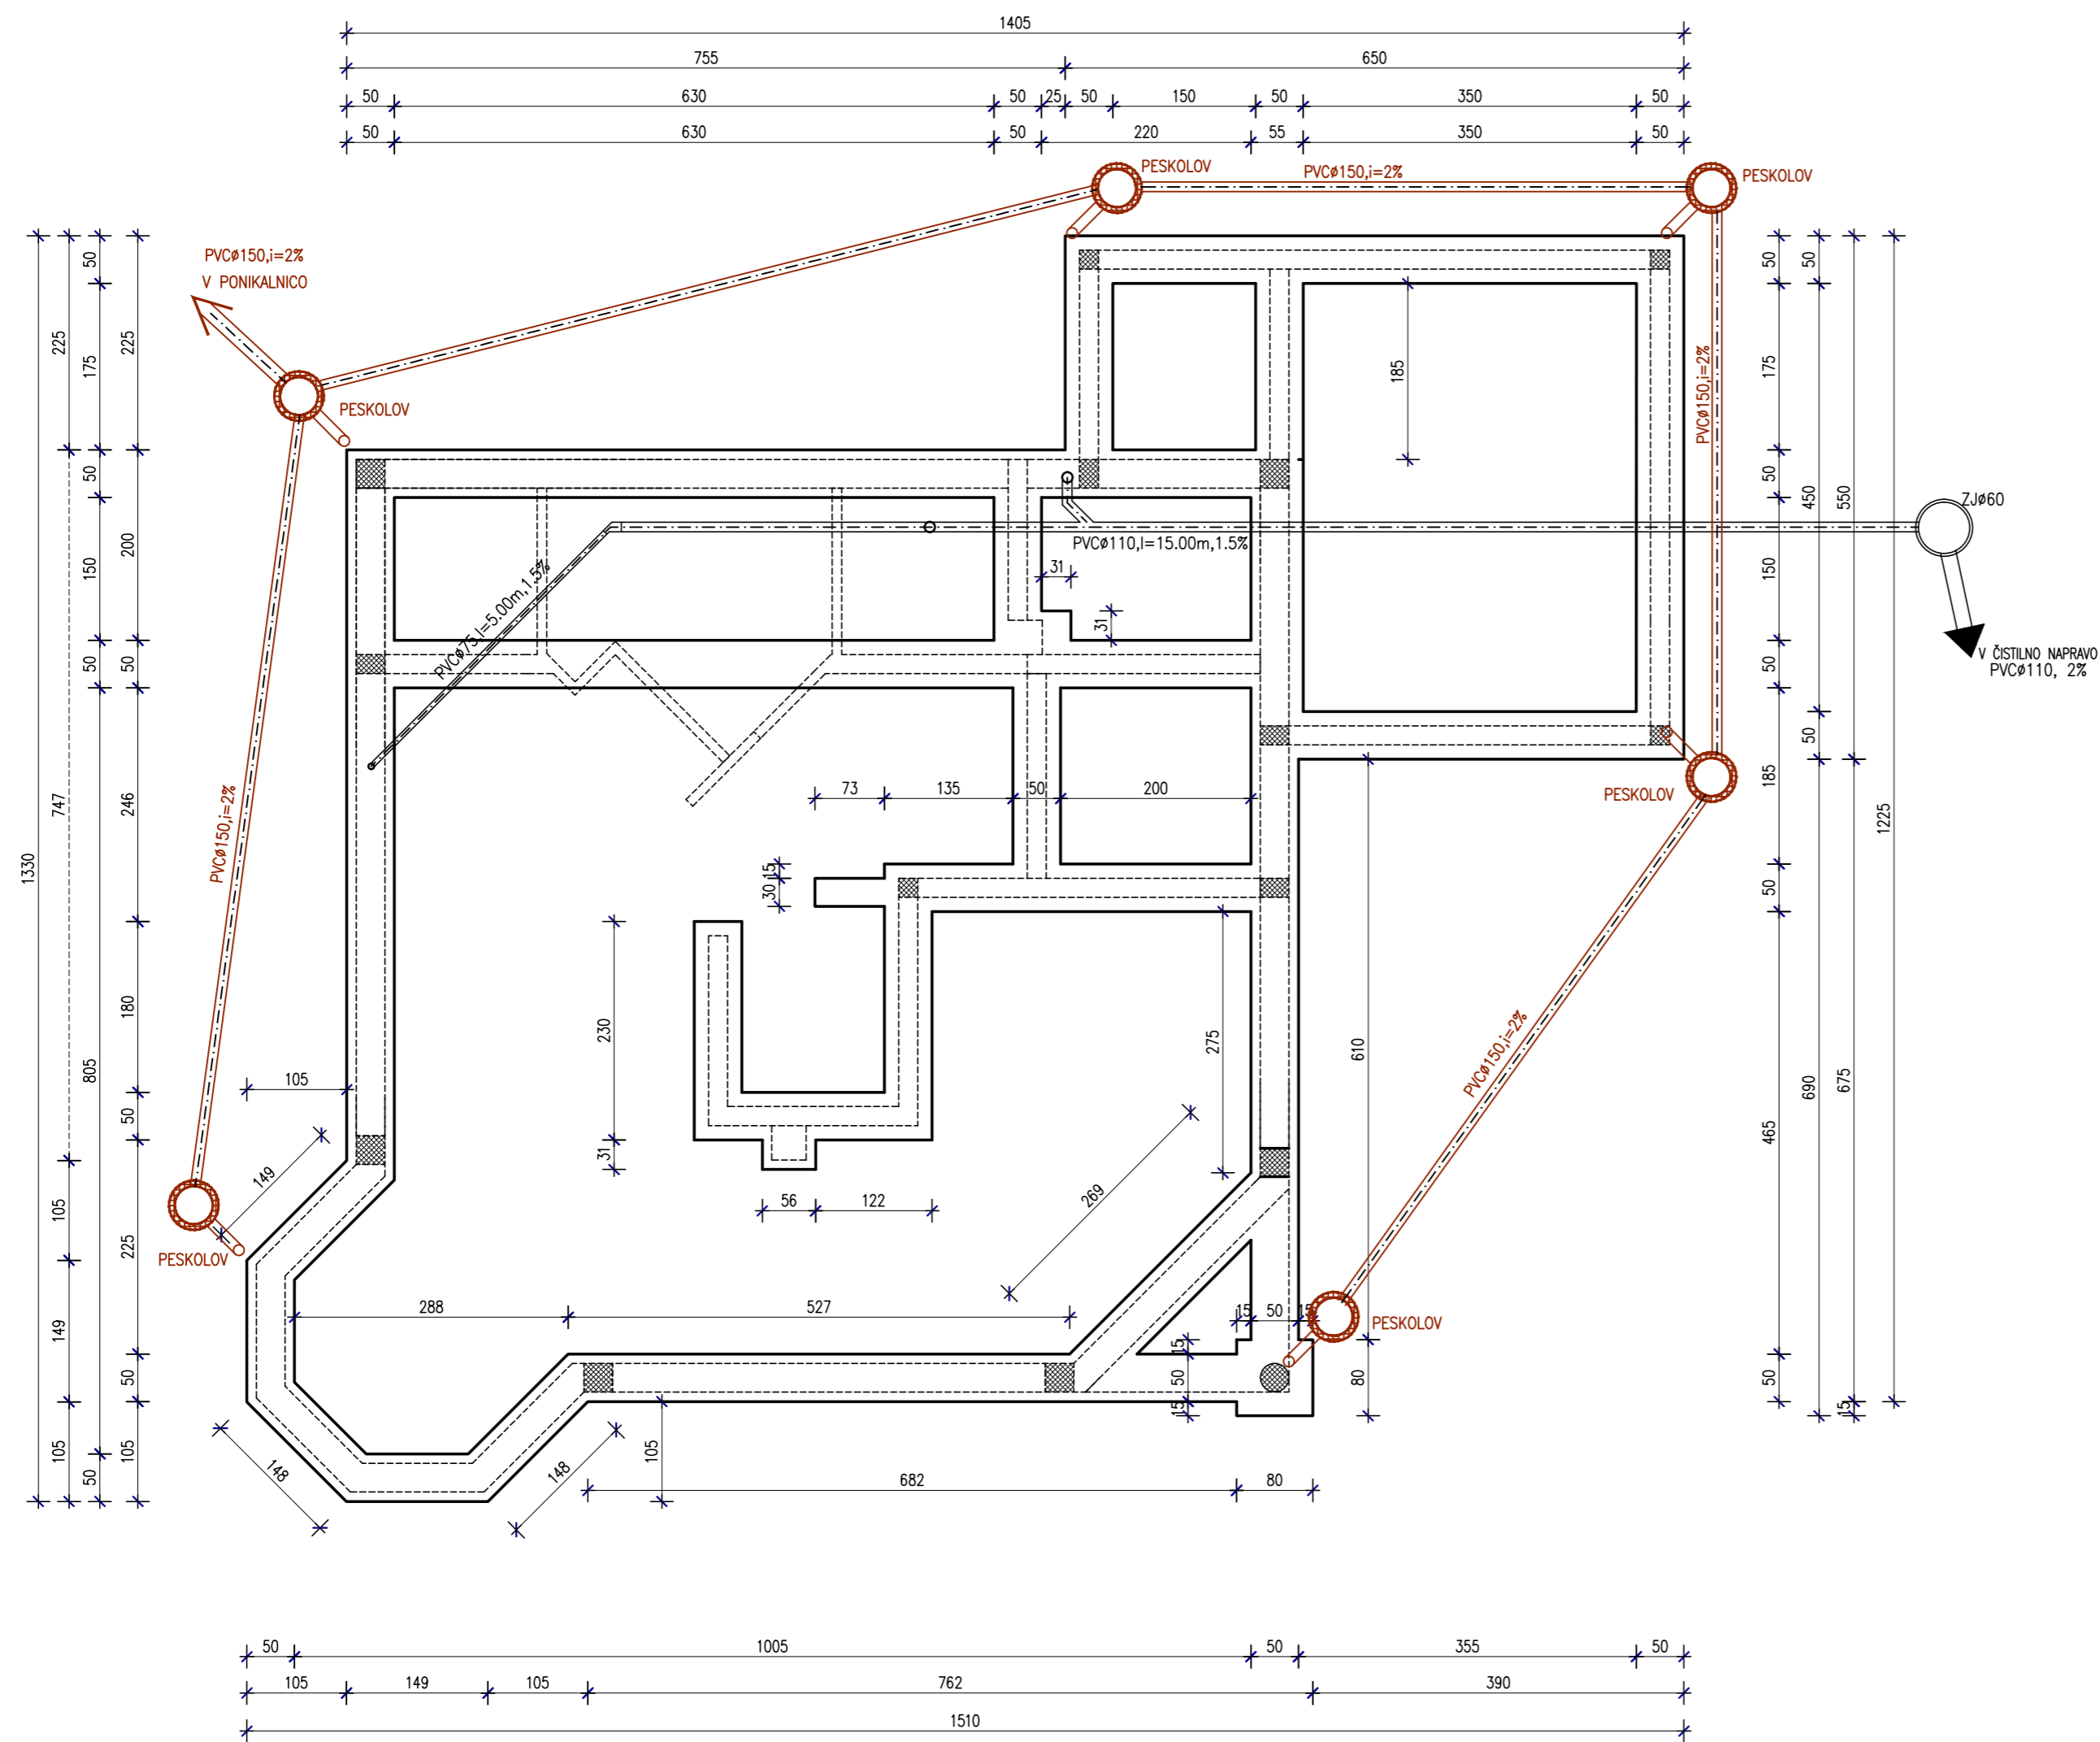 1405
755 650
50 630 50 25 50 150 50 350 50
50 630 50 220 55 350 50
PESKOLOV
PVCø150,i=2%
PESKOLOV
PVCø150,i=2%
V PONIKALNICO
PESKOLOV
PVCø150,i=2%
185
ZJø60
PVCø110,l=15.00m,1.5%
PVCø75,l=5.00m,1.5%
31
31
V ČISTILNO NAPRAVO
PVCø110, 2%
PESKOLOV
73 135 50 200
15
30
PVCø150,i=2%
230
31
275
610
80
PVCø150,i=2%
105
149
269
56 122
PESKOLOV
288 527
15 50 15
PESKOLOV
15
50
15
148
148
105
682 80
1330
225
747
105
149
105
50
175
50
150
50
805
50
225
200
50
246
180
50
225
50
105
50
175
50
150
50
185
50
465
50
50
450
50
690
550
675
15
1225
50 1005 50 355 50
105 149 105 762 390
1510